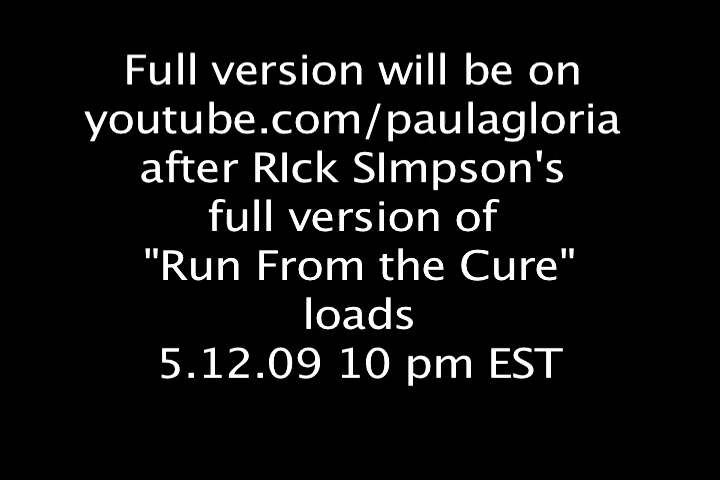 Full version will be on
youtube.com/paulagloria
after RIck SImpson's
full version of
"Run From the Cure"
loads
5.12.09 10 pm EST